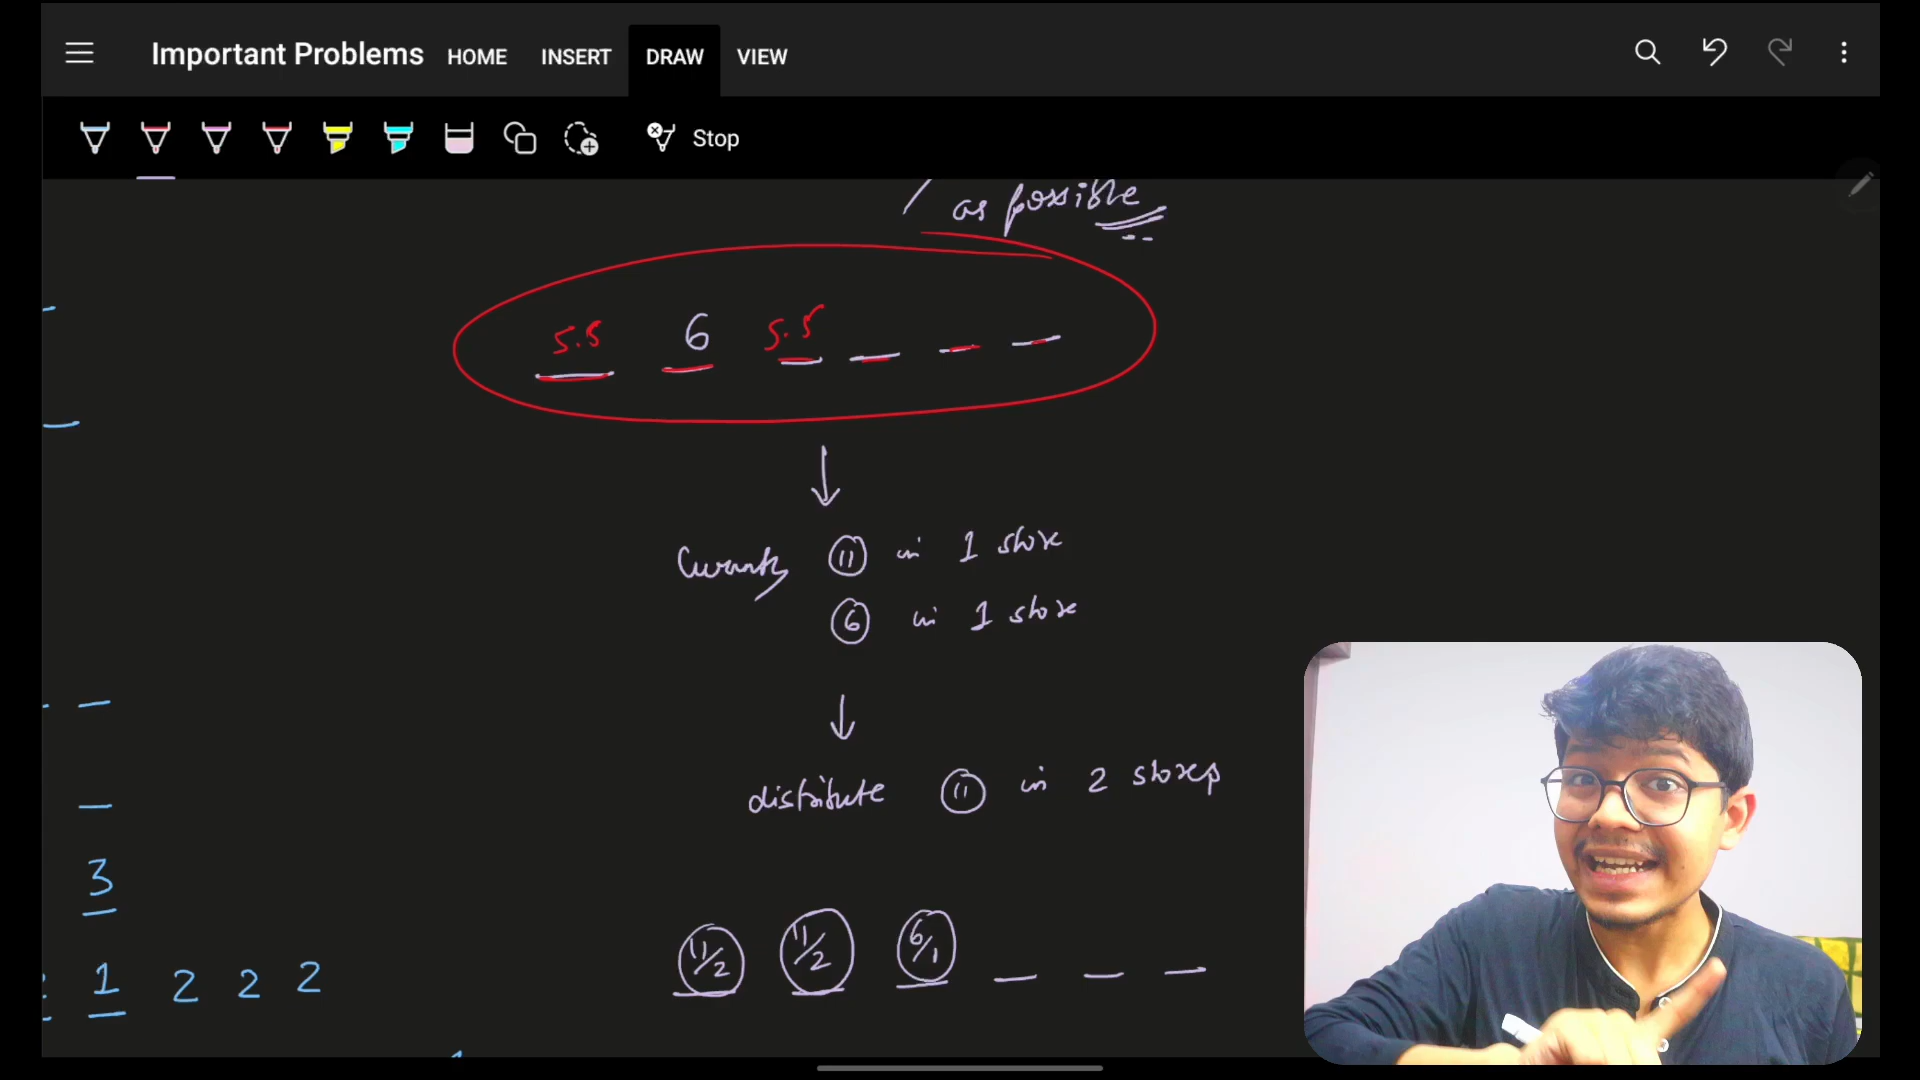 Important Problems HOME INSERT DRAW VIEW
Stop
as possible
5.5 6 5.5
Currently 11 in 1 store
6 in 1 store
distribute 11 in 2 stores
3
11/2 11/2 6/1
1 2 2 2